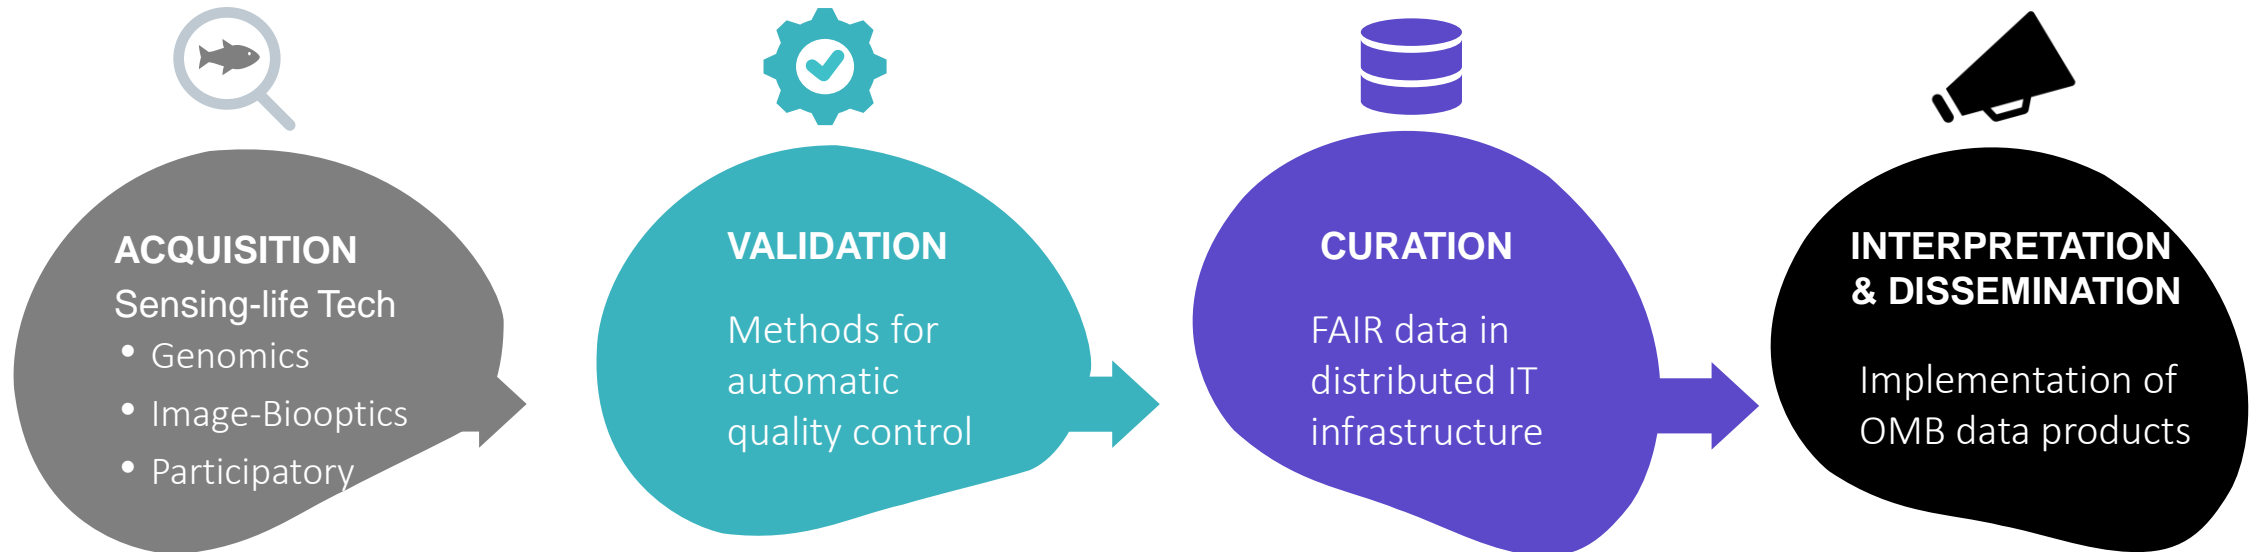 ACQUISITION
Sensing-life Tech
• Genomics
• Image-Biooptics
• Participatory
VALIDATION
Methods for
automatic
quality control
CURATION
FAIR data in
distributed IT
infrastructure
INTERPRETATION
& DISSEMINATION
Implementation of
OMB data products